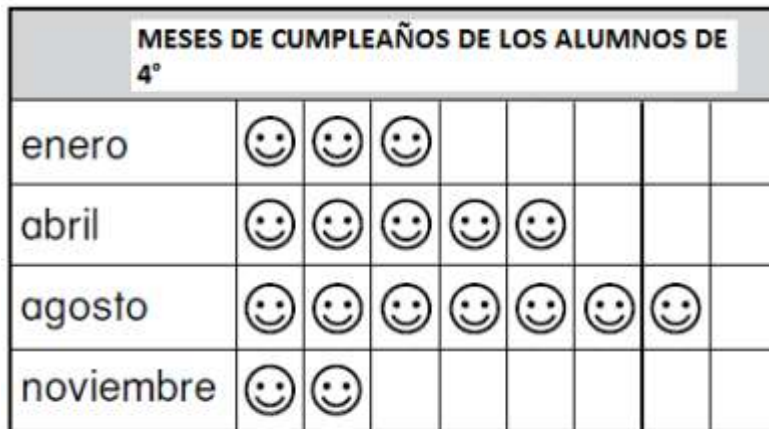 MESES DE CUMPLEAÑOS DE LOS ALUMNOS DE
4°
enero
abril
agosto
noviembre